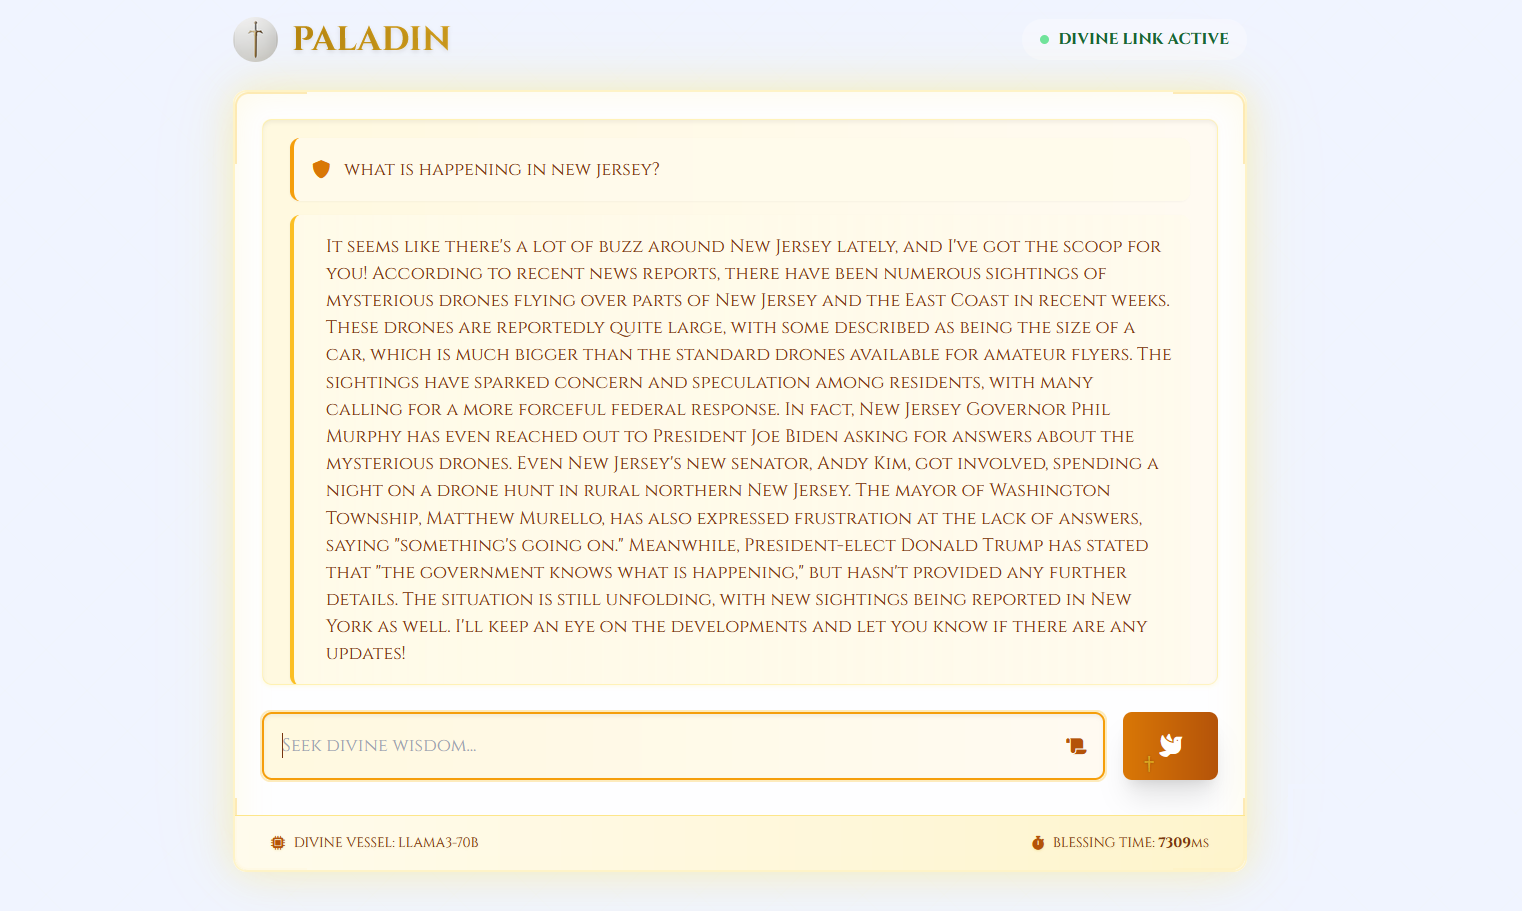 PALADIN
DIVINE LINK ACTIVE
WHAT IS HAPPENING IN NEW JERSEY?
It seems like there's a lot of buzz around New Jersey lately, and I've got the scoop for
you! According to recent news reports, there have been numerous sightings of
mysterious drones flying over parts of New Jersey and the East Coast in recent weeks.
These drones are reportedly quite large, with some described as being the size of a
car, which is much bigger than the standard drones available for amateur flyers. The
sightings have sparked concern and speculation among residents, with many
calling for a more forceful federal response. In fact, New Jersey Governor Phil
Murphy has even reached out to President Joe Biden asking for answers about the
mysterious drones. Even New Jersey's new senator, Andy Kim, got involved, spending a
night on a drone hunt in rural northern New Jersey. The mayor of Washington
Township, Matthew Murello, has also expressed frustration at the lack of answers,
saying "something's going on." Meanwhile, President-elect Donald Trump has stated
that "the government knows what is happening," but hasn't provided any further
details. The situation is still unfolding, with new sightings being reported in New
York as well. I'll keep an eye on the developments and let you know if there are any
updates!
Seek divine wisdom...
DIVINE VESSEL: LLAMA3-70B
BLESSING TIME: 7309ms